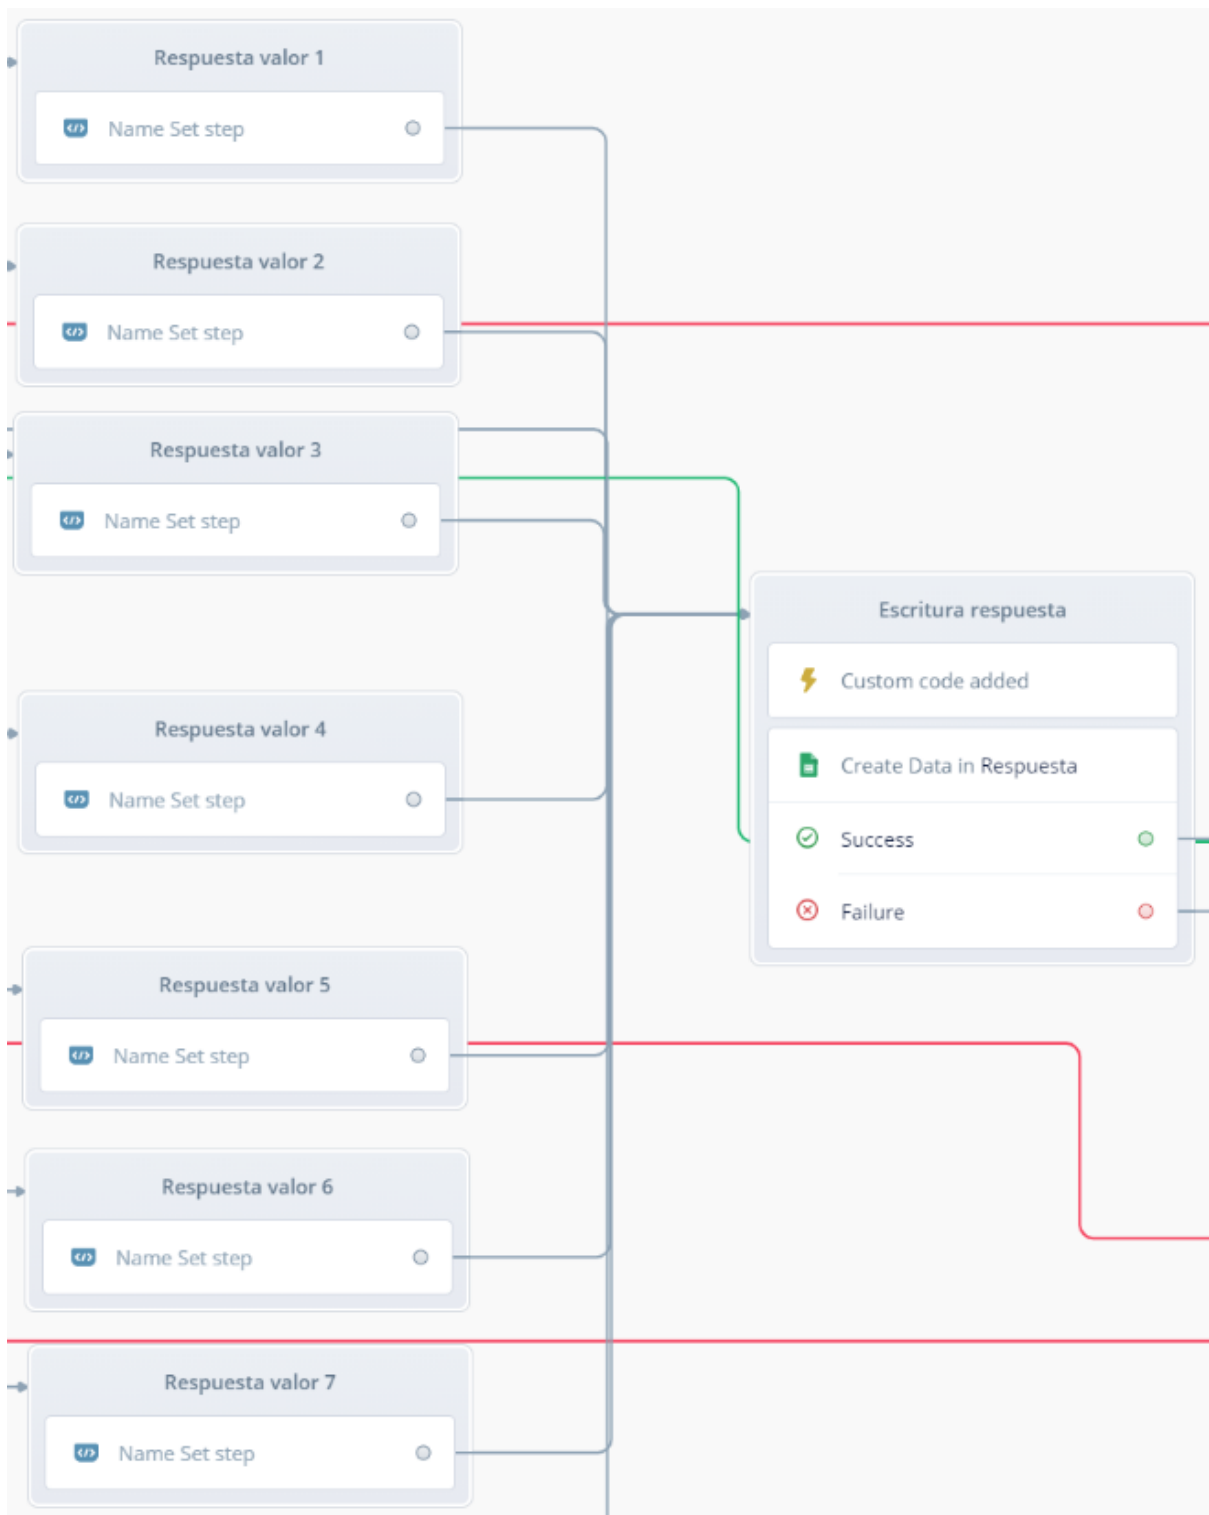 Respuesta valor 1
Name Set step
Respuesta valor 2
Name Set step
Respuesta valor 3
Name Set step
Respuesta valor 4
Name Set step
Respuesta valor 5
Name Set step
Respuesta valor 6
Name Set step
Respuesta valor 7
Name Set step
Escritura respuesta
Custom code added
Create Data in Respuesta
Success
Failure